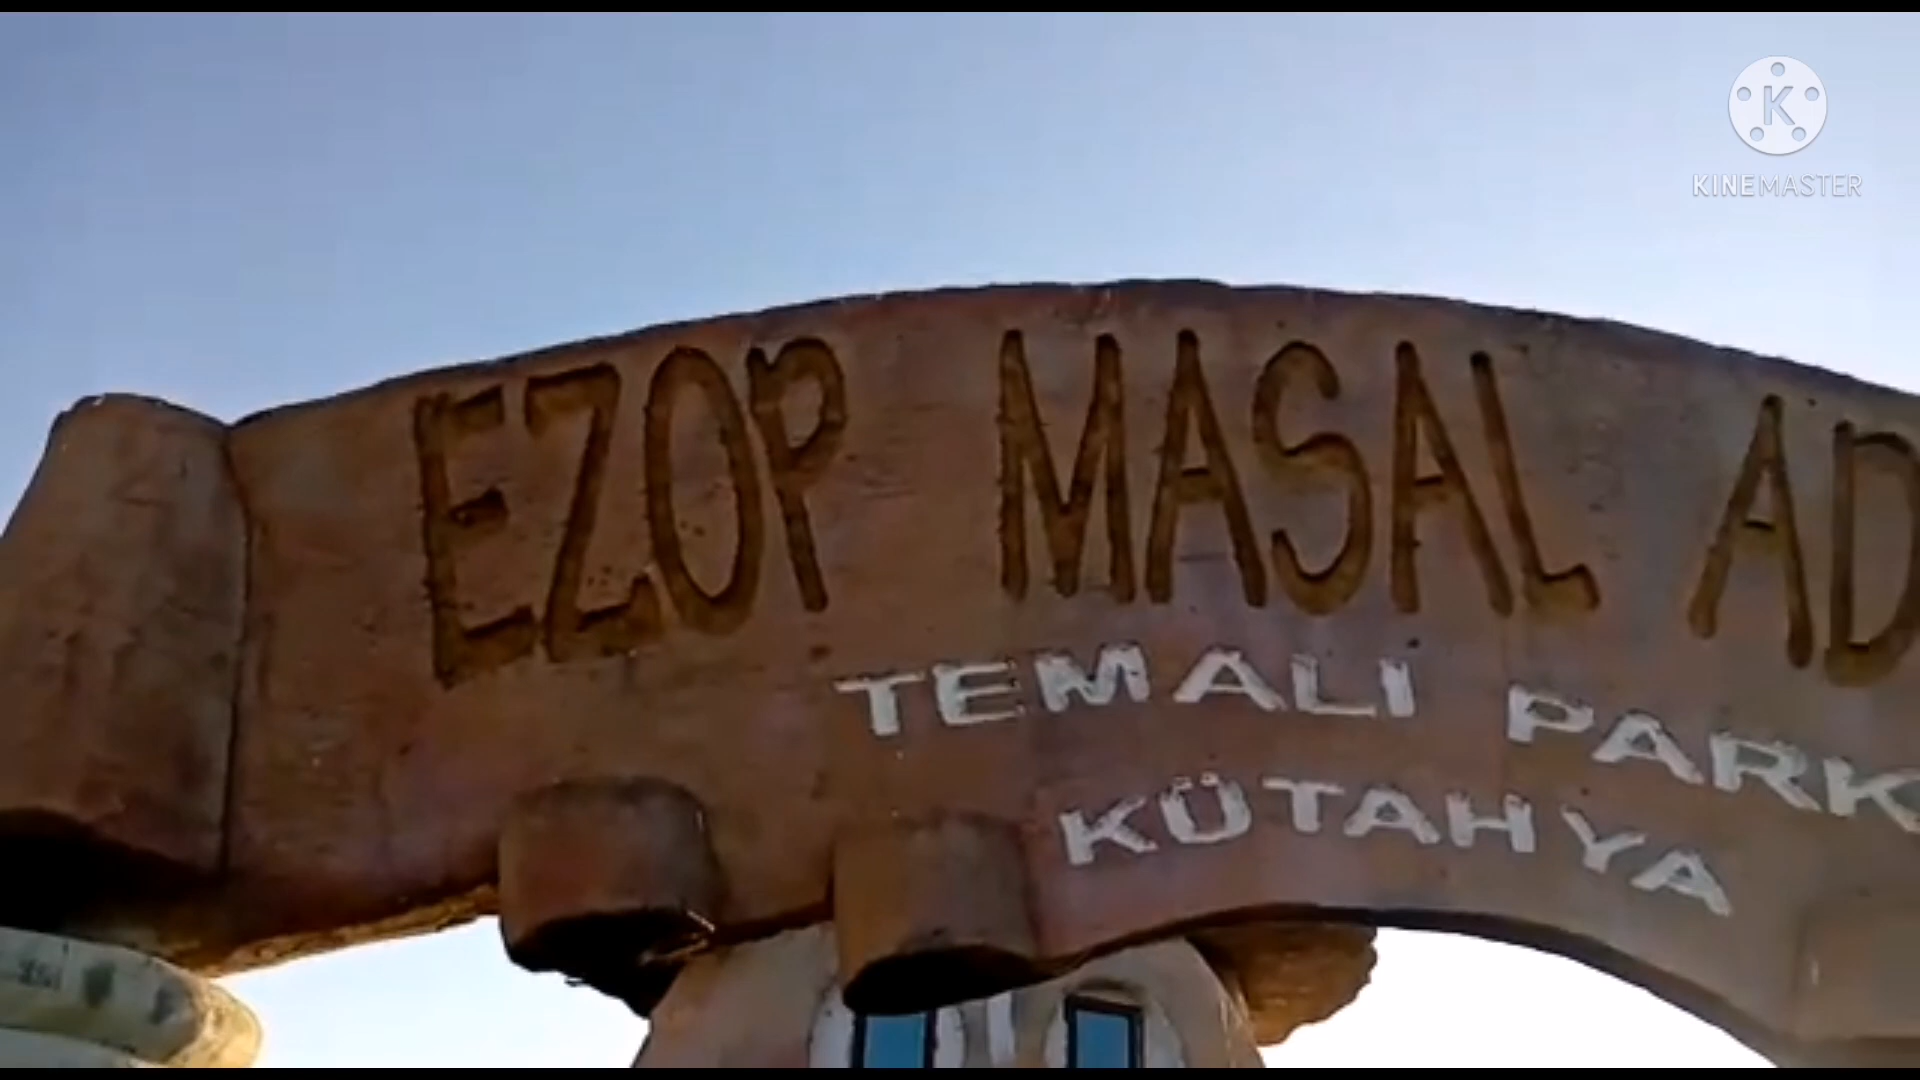 K
KINEMASTER
EZOP MASAL AD
TEMALI PARK
KÜTAHYA